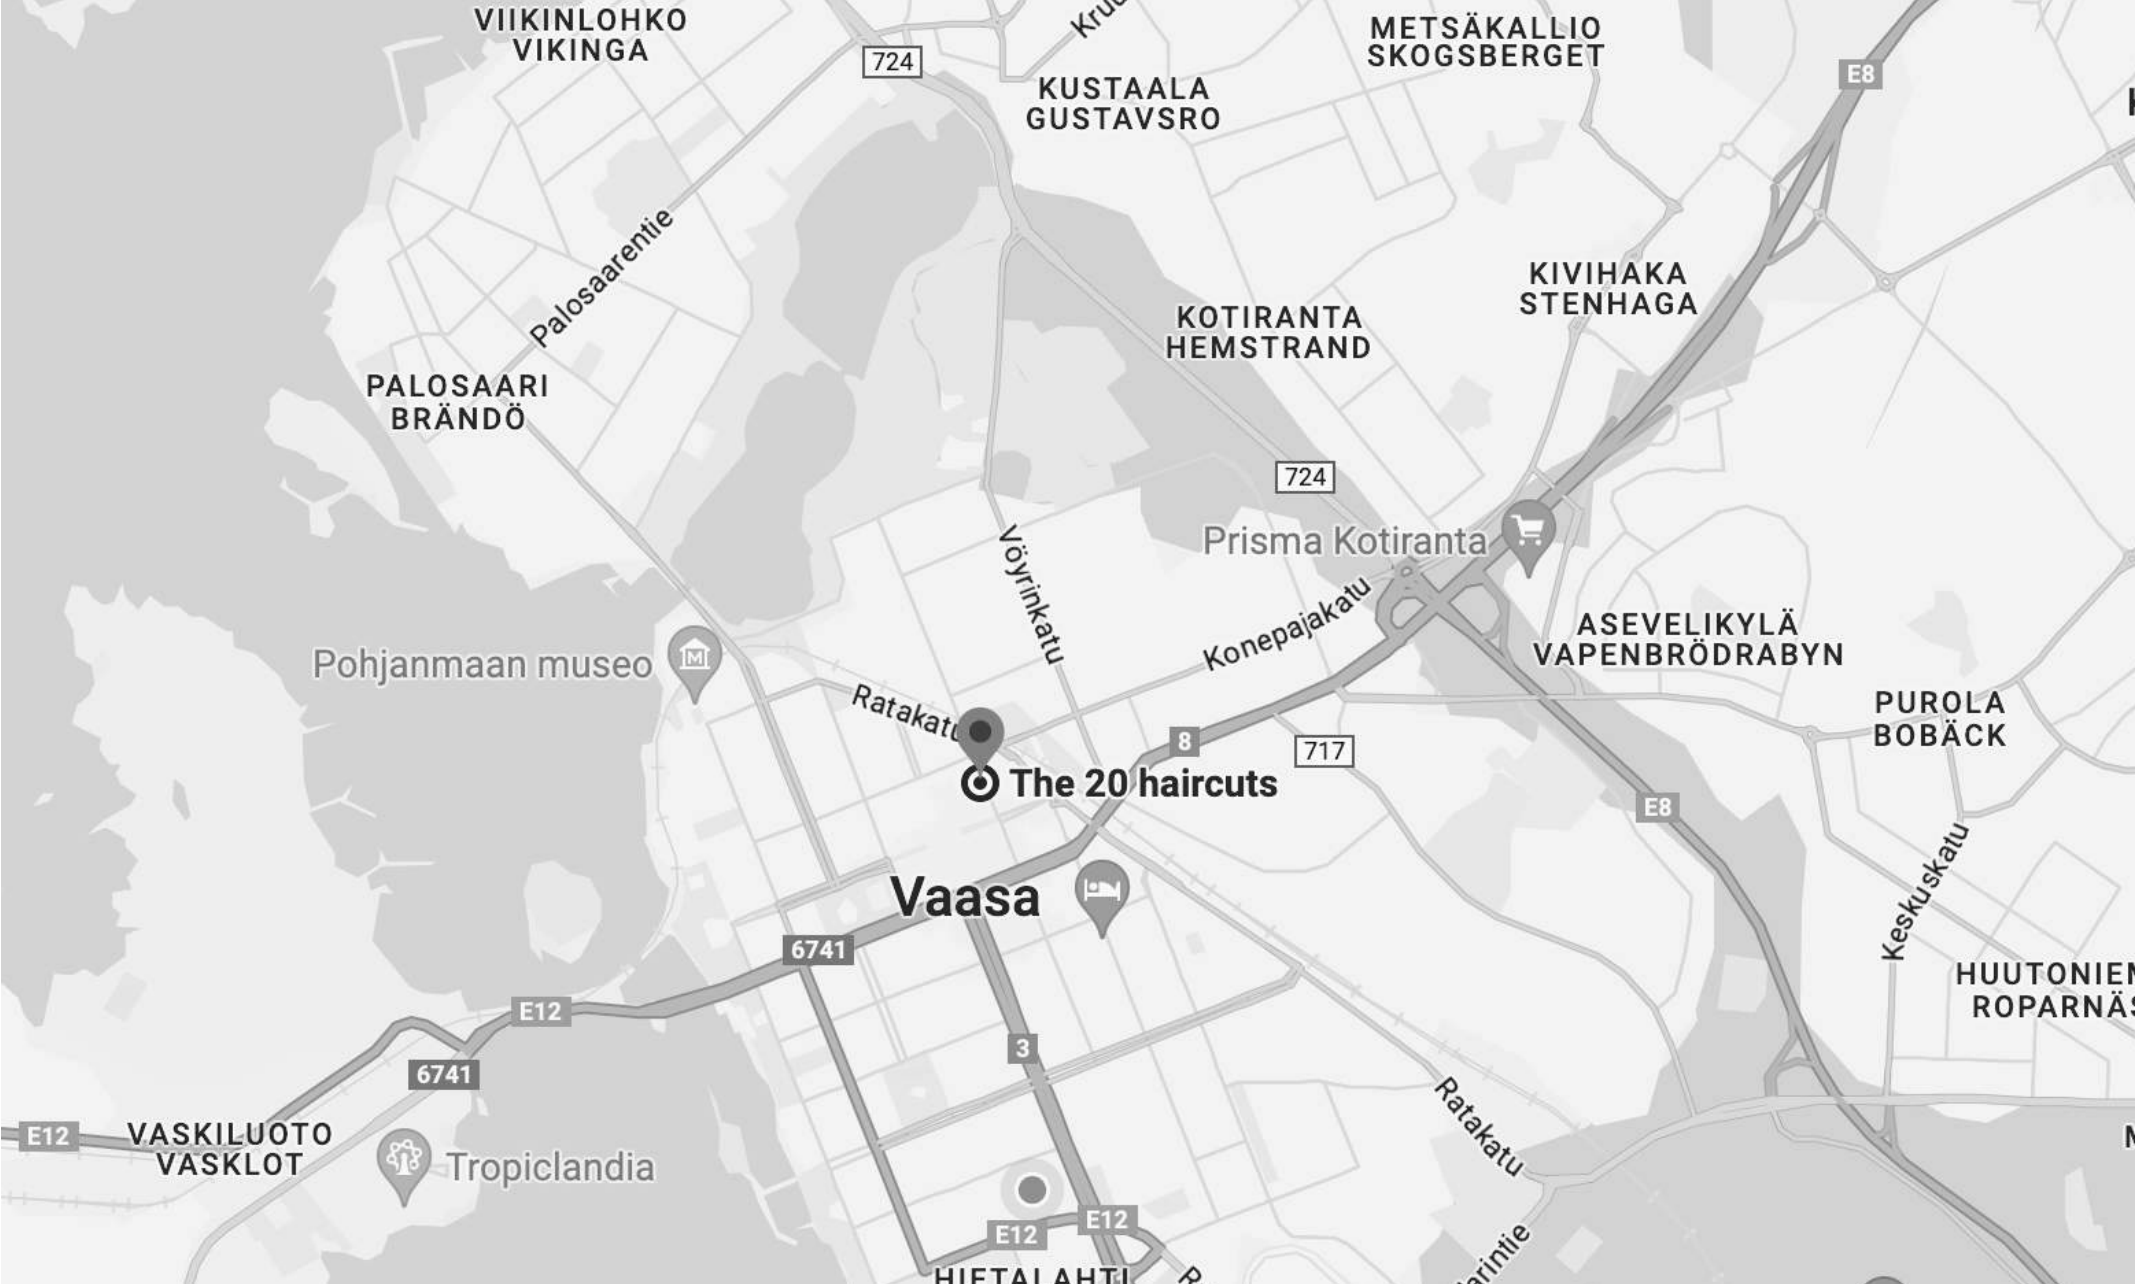 VIIKINLOHKO
VIKINGA
724
KUSTAALA
GUSTAVSRO
METSÄKALLIO
SKOGSBERGET
E8
Palosaarentie
KIVIHAKA
STENHAGA
KOTIRANTA
HEMSTRAND
PALOSAARI
BRÄNDÖ
724
Prisma Kotiranta
Vöyrinkatu
Konepajakatu
ASEVELIKYLÄ
VAPENBRÖDRABYN
Pohjanmaan museo
M
Ratakatu
PUROLA
BOBÄCK
8
717
The 20 haircuts
E8
Keskuskatu
Vaasa
6741
E12
3
6741
Ratakatu
E12
VASKILUOTO
VASKLOT
Tropiclandia
E12
E12
HIETALAHTI